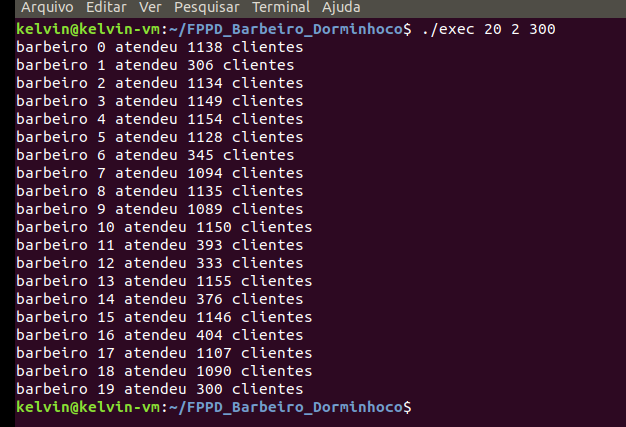 Arquivo Editar Ver Pesquisar Terminal Ajuda
kelvin@kelvin-vm:~/FPPD_Barbeiro_Dorminhoco$ ./exec 20 2 300
barbeiro 0 atendeu 1138 clientes
barbeiro 1 atendeu 306 clientes
barbeiro 2 atendeu 1134 clientes
barbeiro 3 atendeu 1149 clientes
barbeiro 4 atendeu 1154 clientes
barbeiro 5 atendeu 1128 clientes
barbeiro 6 atendeu 345 clientes
barbeiro 7 atendeu 1094 clientes
barbeiro 8 atendeu 1135 clientes
barbeiro 9 atendeu 1089 clientes
barbeiro 10 atendeu 1150 clientes
barbeiro 11 atendeu 393 clientes
barbeiro 12 atendeu 333 clientes
barbeiro 13 atendeu 1155 clientes
barbeiro 14 atendeu 376 clientes
barbeiro 15 atendeu 1146 clientes
barbeiro 16 atendeu 404 clientes
barbeiro 17 atendeu 1107 clientes
barbeiro 18 atendeu 1090 clientes
barbeiro 19 atendeu 300 clientes
kelvin@kelvin-vm:~/FPPD_Barbeiro_Dorminhoco$